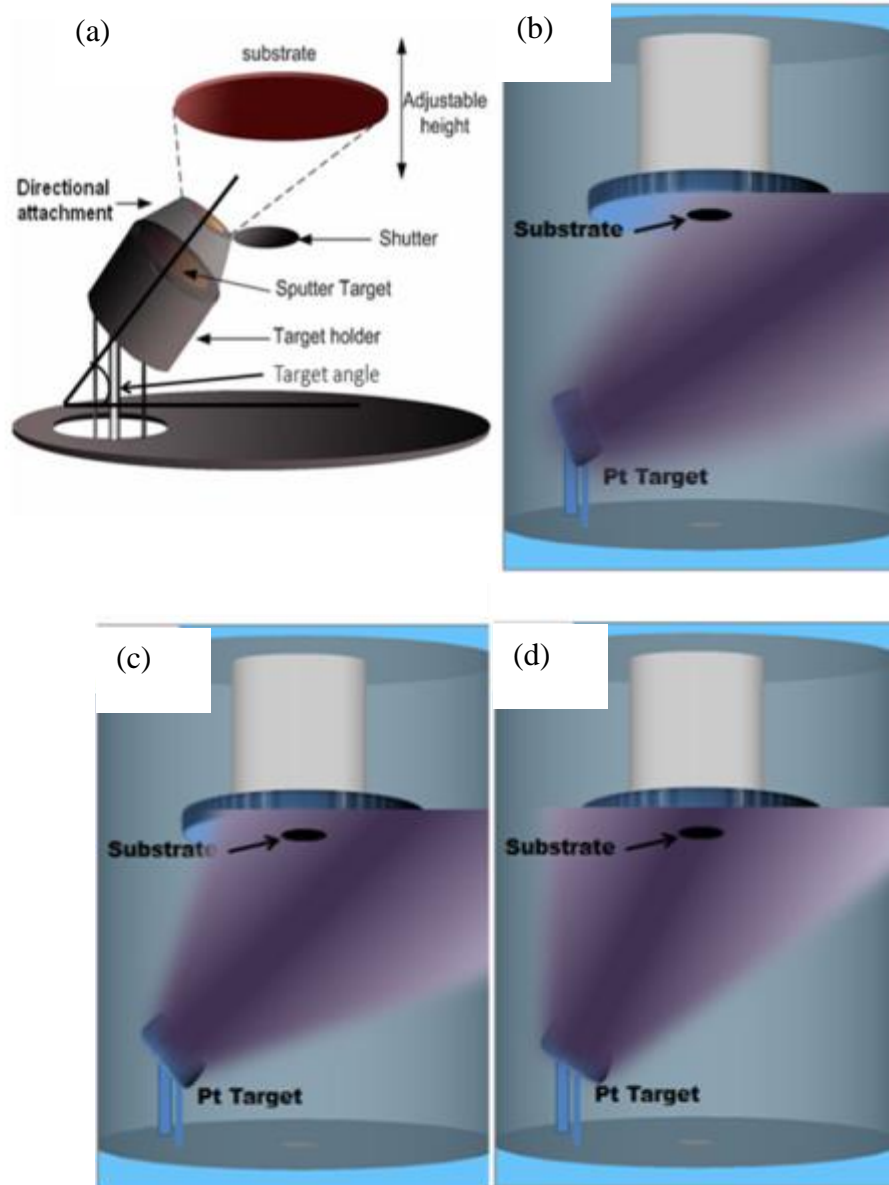 (a)
substrate
Adjustable
height
Directional
attachment
Shutter
Sputter Target
Target holder
Target angle
(b)
Substrate
Pt Target
(c)
Substrate
Pt Target
(d)
Substrate
Pt Target